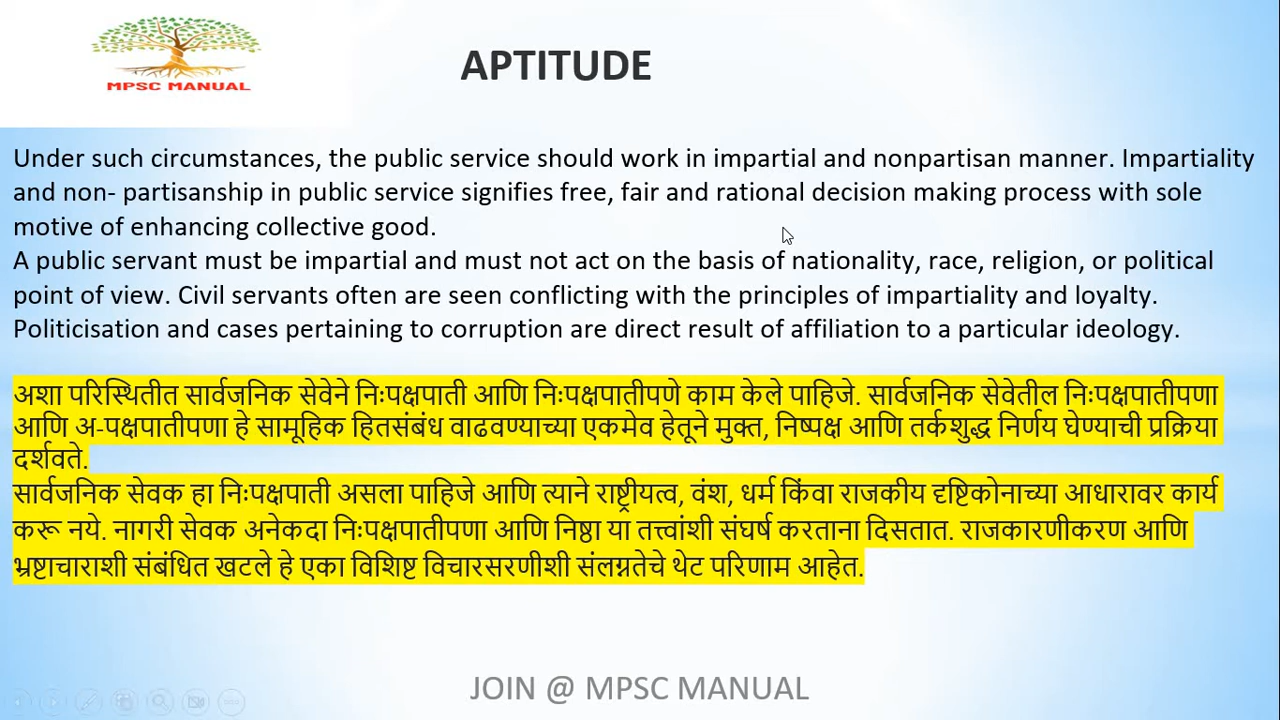 MPSC MANUAL
APTITUDE
Under such circumstances, the public service should work in impartial and nonpartisan manner. Impartiality
and non- partisanship in public service signifies free, fair and rational decision making process with sole
motive of enhancing collective good.
A public servant must be impartial and must not act on the basis of nationality, race, religion, or political
point of view. Civil servants often are seen conflicting with the principles of impartiality and loyalty.
Politicisation and cases pertaining to corruption are direct result of affiliation to a particular ideology.
अशा परिस्थितीत सार्वजनिक सेवेने निःपक्षपाती आणि निःपक्षपातीपणे काम केले पाहिजे. सार्वजनिक सेवेतील निःपक्षपातीपणा
आणि अ-पक्षपातीपणा हे सामूहिक हितसंबंध वाढवण्याच्या एकमेव हेतूने मुक्त, निष्पक्ष आणि तर्कशुद्ध निर्णय घेण्याची प्रक्रिया
दर्शवते.
सार्वजनिक सेवक हा निःपक्षपाती असला पाहिजे आणि त्याने राष्ट्रीयत्व, वंश, धर्म किंवा राजकीय दृष्टिकोनाच्या आधारावर कार्य
करू नये. नागरी सेवक अनेकदा निःपक्षपातीपणा आणि निष्ठा या तत्त्वांशी संघर्ष करताना दिसतात. राजकारणीकरण आणि
भ्रष्टाचाराशी संबंधित खटले हे एका विशिष्ट विचारसरणीशी संलग्नतेचे थेट परिणाम आहेत.
JOIN @ MPSC MANUAL